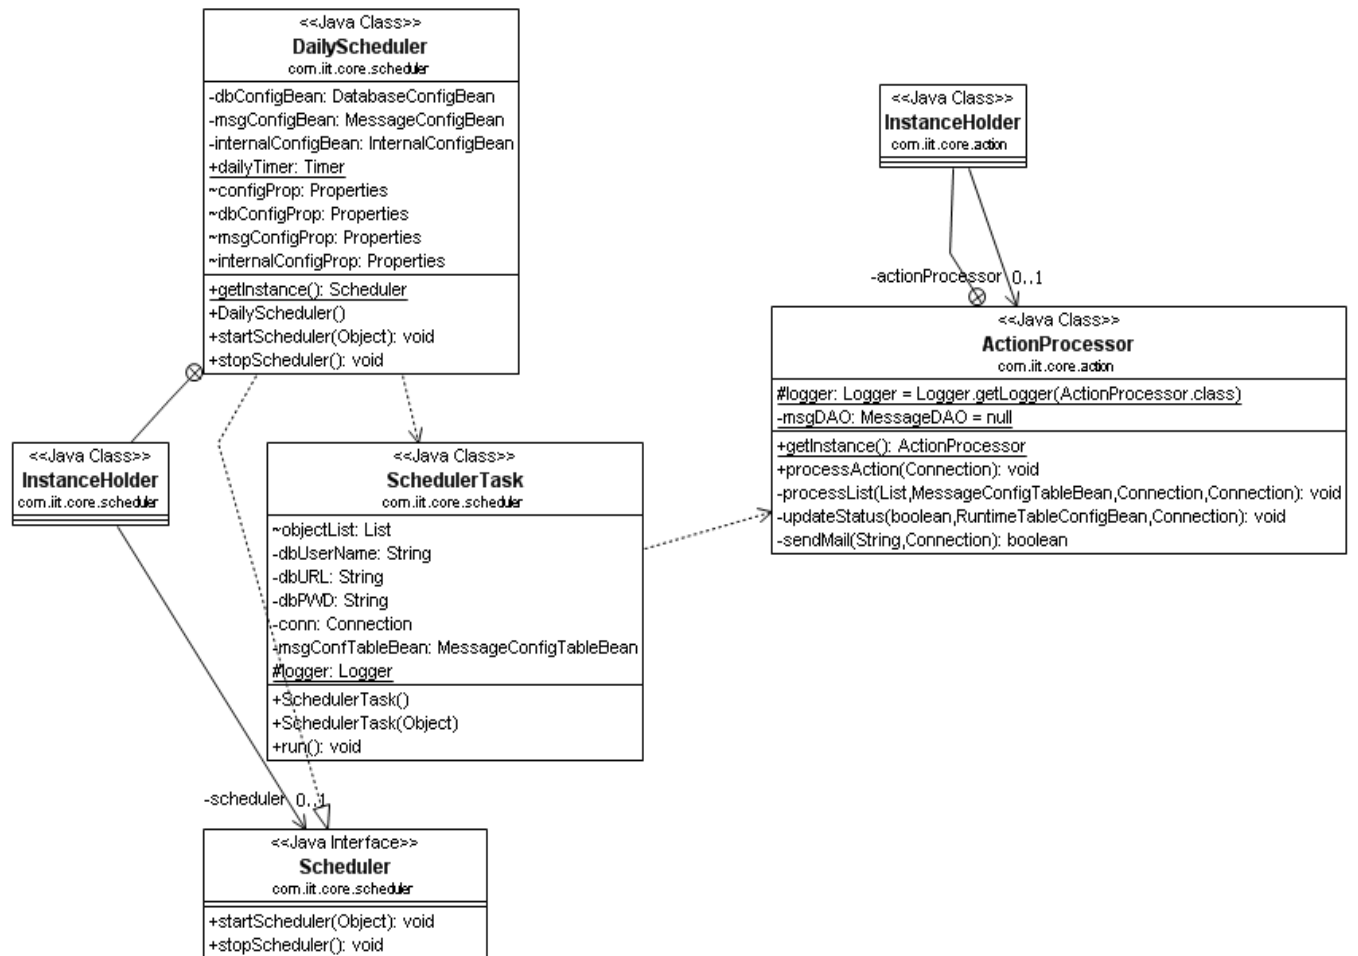 <<Java Class>>
DailyScheduler
com.iit.core.scheduler
-dbConfigBean: DatabaseConfigBean
-msgConfigBean: MessageConfigBean
-internalConfigBean: InternalConfigBean
+dailyTimer: Timer
~configProp: Properties
~dbConfigProp: Properties
~msgConfigProp: Properties
~internalConfigProp: Properties
+getInstance(): Scheduler
+DailyScheduler()
+startScheduler(Object): void
+stopScheduler(): void
<<Java Class>>
InstanceHolder
com.iit.core.action
-actionProcessor 0..1
<<Java Class>>
ActionProcessor
com.iit.core.action
#logger: Logger = Logger.getLogger(ActionProcessor.class)
-msgDAO: MessageDAO = null
+getInstance(): ActionProcessor
+processAction(Connection): void
-processList(List,MessageConfigTableBean,Connection,Connection): void
-updateStatus(boolean,RuntimeTableConfigBean,Connection): void
-sendMail(String,Connection): boolean
<<Java Class>>
InstanceHolder
com.iit.core.scheduler
<<Java Class>>
SchedulerTask
com.iit.core.scheduler
~objectList: List
-dbUserName: String
-dbURL: String
-dbPWD: String
-conn: Connection
-msgConfTableBean: MessageConfigTableBean
#logger: Logger
+SchedulerTask()
+SchedulerTask(Object)
+run(): void
-scheduler 0..1
<<Java Interface>>
Scheduler
com.iit.core.scheduler
+startScheduler(Object): void
+stopScheduler(): void